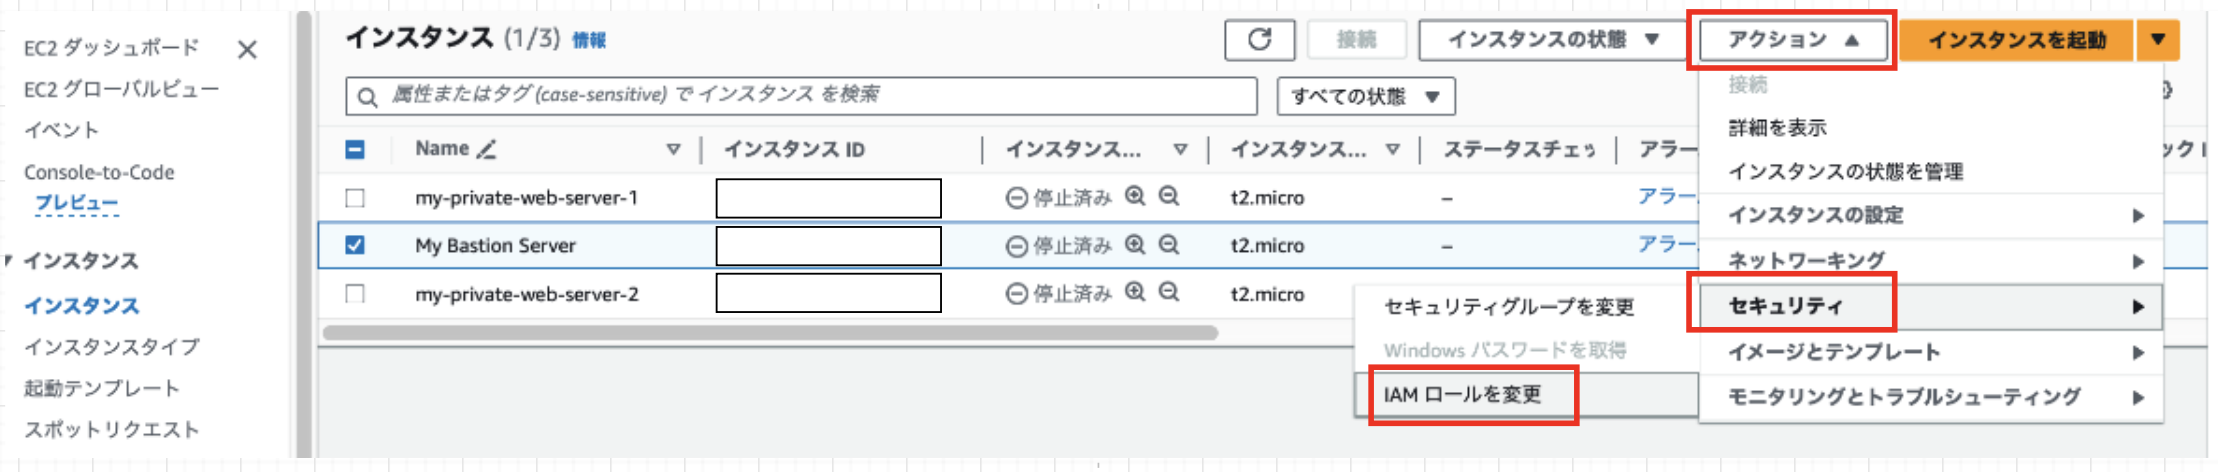 EC2 ダッシュボード
EC2 グローバルビュー
イベント
Console-to-Code
プレビュー
インスタンス
インスタンス
インスタンスタイプ
起動テンプレート
スポットリクエスト
インスタンス (1/3) 情報
接続
インスタンスの状態
アクション
インスタンスを起動
属性またはタグ (case-sensitive) で インスタンス を検索
すべての状態
Name
インスタンス ID
インスタンス...
インスタンス...
ステータスチェッ
アラー
ック I
my-private-web-server-1
停止済み
t2.micro
–
アラー
My Bastion Server
停止済み
t2.micro
–
アラー
my-private-web-server-2
停止済み
t2.micro
接続
詳細を表示
インスタンスの状態を管理
インスタンスの設定
ネットワーキング
セキュリティ
イメージとテンプレート
モニタリングとトラブルシューティング
セキュリティグループを変更
Windows パスワードを取得
IAM ロールを変更